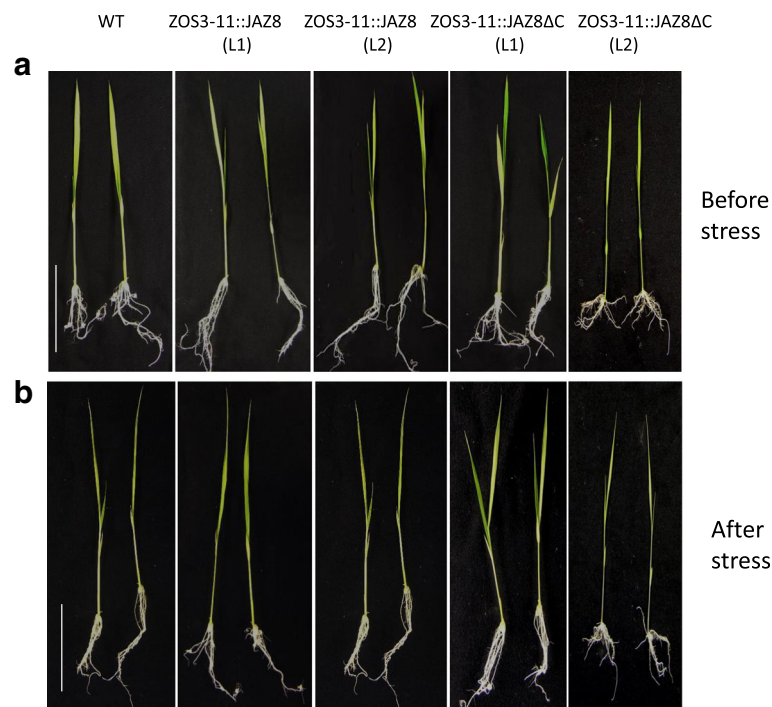 WT ZOS3-11::JAZ8 ZOS3-11::JAZ8 ZOS3-11::JAZ8ΔC ZOS3-11::JAZ8ΔC
(L1) (L2) (L1) (L2)
a
Before
stress
b
After
stress